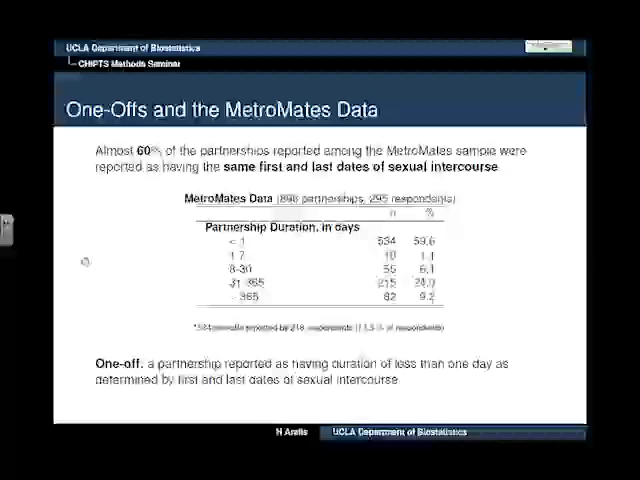 UCLA Department of Biostatistics
CHIPTS Methods Seminar
One-Offs and the MetroMates Data
Almost 60% of the partnerships reported among the MetroMates sample were
reported as having the same first and last dates of sexual intercourse
MetroMates Data (896 partnerships, 295 respondents)
n %
Partnership Duration, in days
< 1 534 59.6
1-7 10 1.1
8-30 55 6.1
31-365 215 24.0
365 82 9.2
reported by respondents
One-off: a partnership reported as having duration of less than one day as
determined by first and last dates of sexual intercourse
UCLA Department of Biostatistics